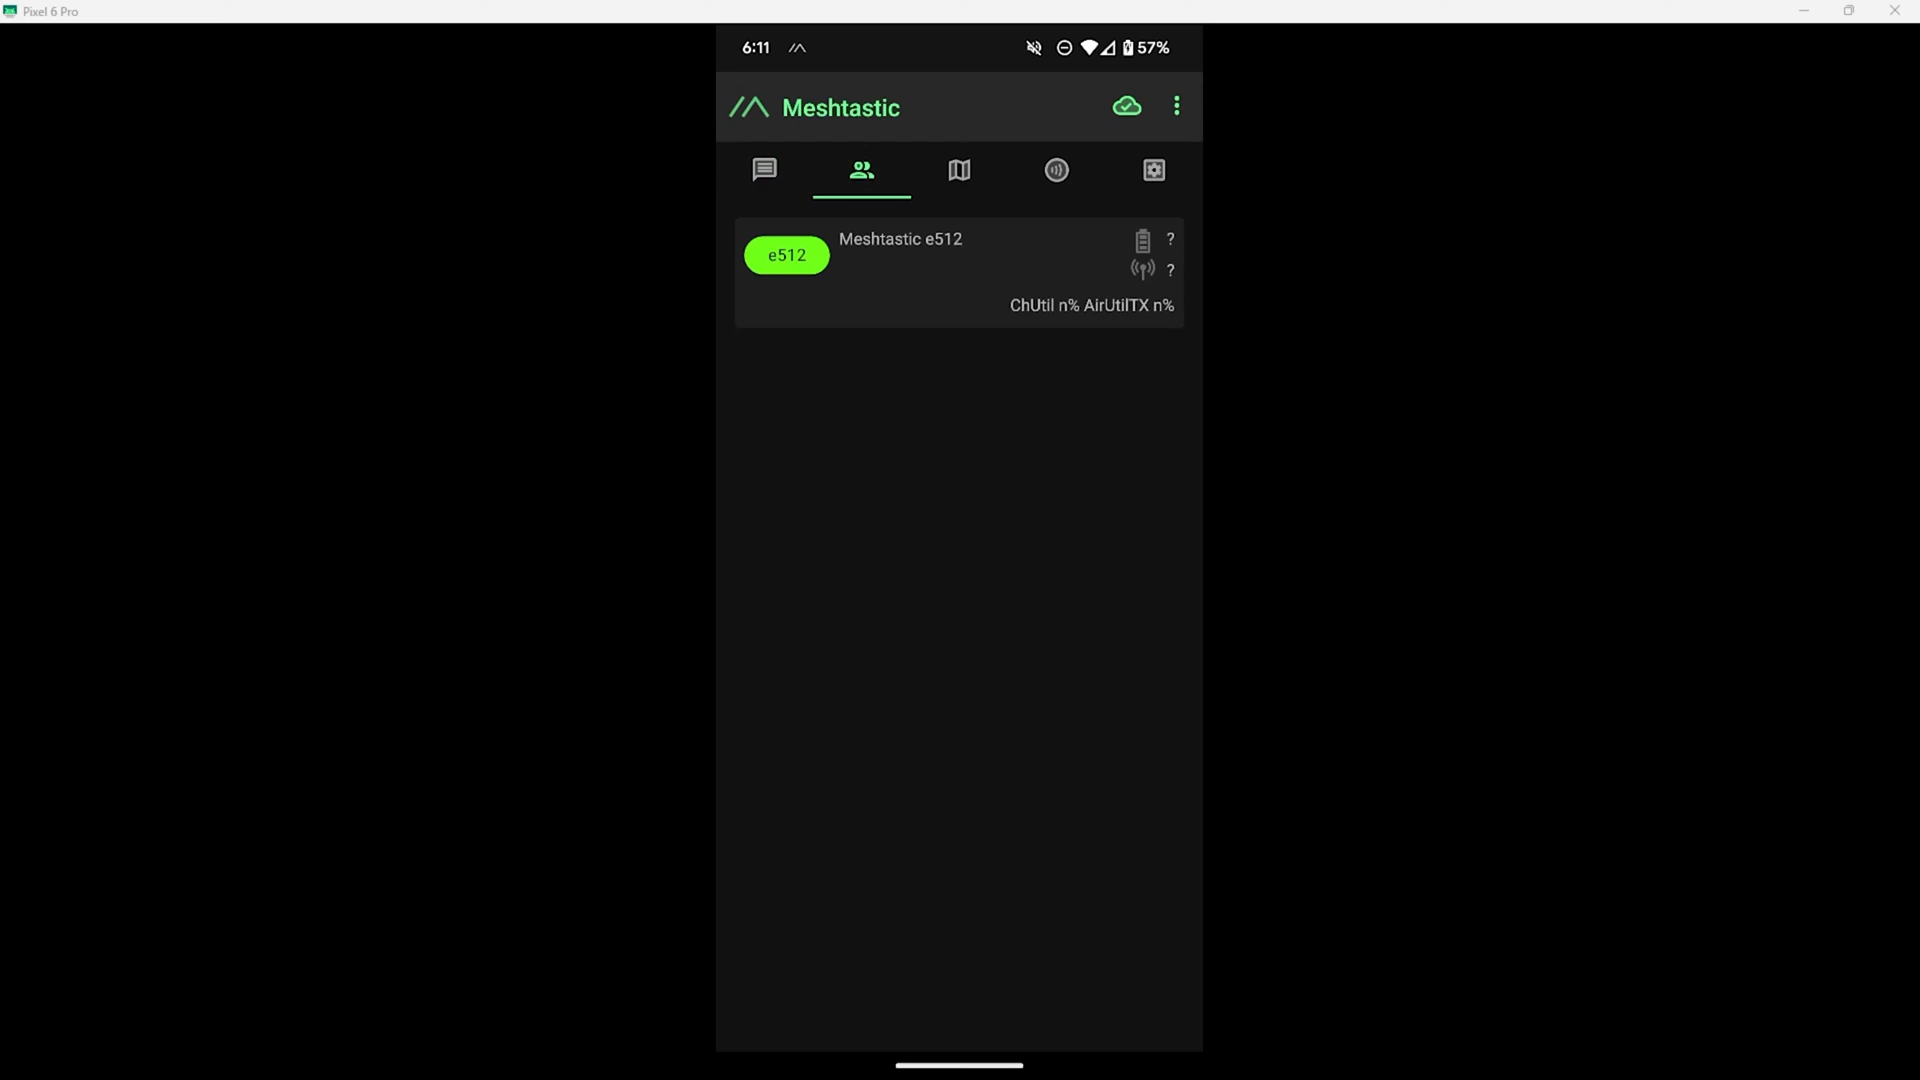 Pixel 6 Pro
6:11
57%
Meshtastic
e512
Meshtastic e512
?
?
ChUtil n% AirUtilTX n%